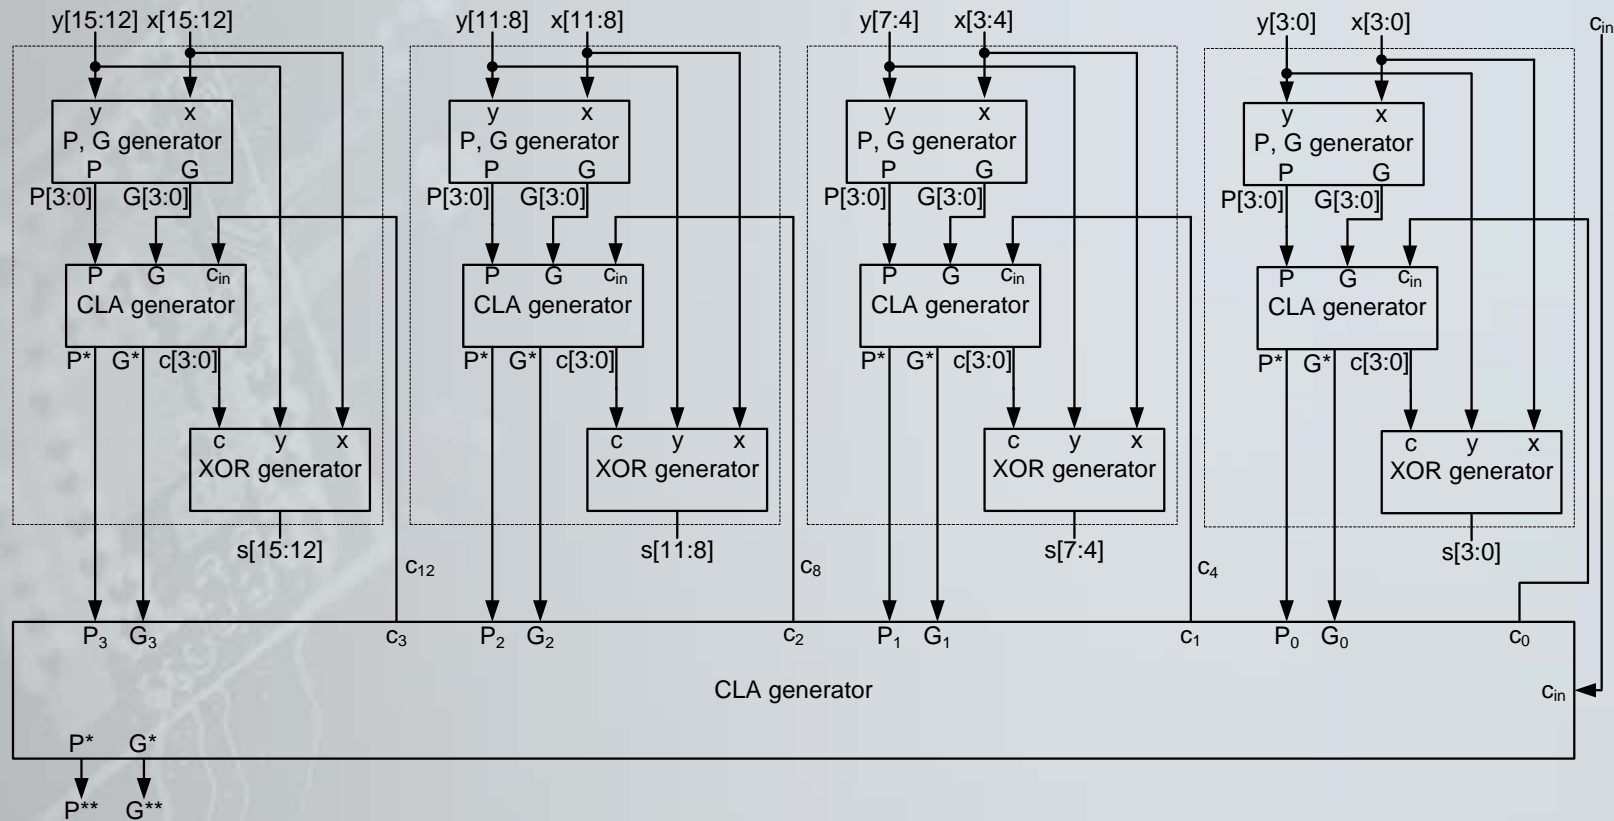 y[15:12] x[15:12] y[11:8] x[11:8] y[7:4] x[3:4] y[3:0] x[3:0] cin
y x y x y x y x
P, G generator P, G generator P, G generator P, G generator
P G P G P G P G
P[3:0] G[3:0] P[3:0] G[3:0] P[3:0] G[3:0] P[3:0] G[3:0]
P G cin P G cin P G cin P G cin
CLA generator CLA generator CLA generator CLA generator
P* G* c[3:0] P* G* c[3:0] P* G* c[3:0] P* G* c[3:0]
c y x c y x c y x c y x
XOR generator XOR generator XOR generator XOR generator
s[15:12] s[11:8] s[7:4] s[3:0]
c12 c8 c4
P3 G3 c3 P2 G2 c2 P1 G1 c1 P0 G0 c0
CLA generator cin
P* G*
P** G**